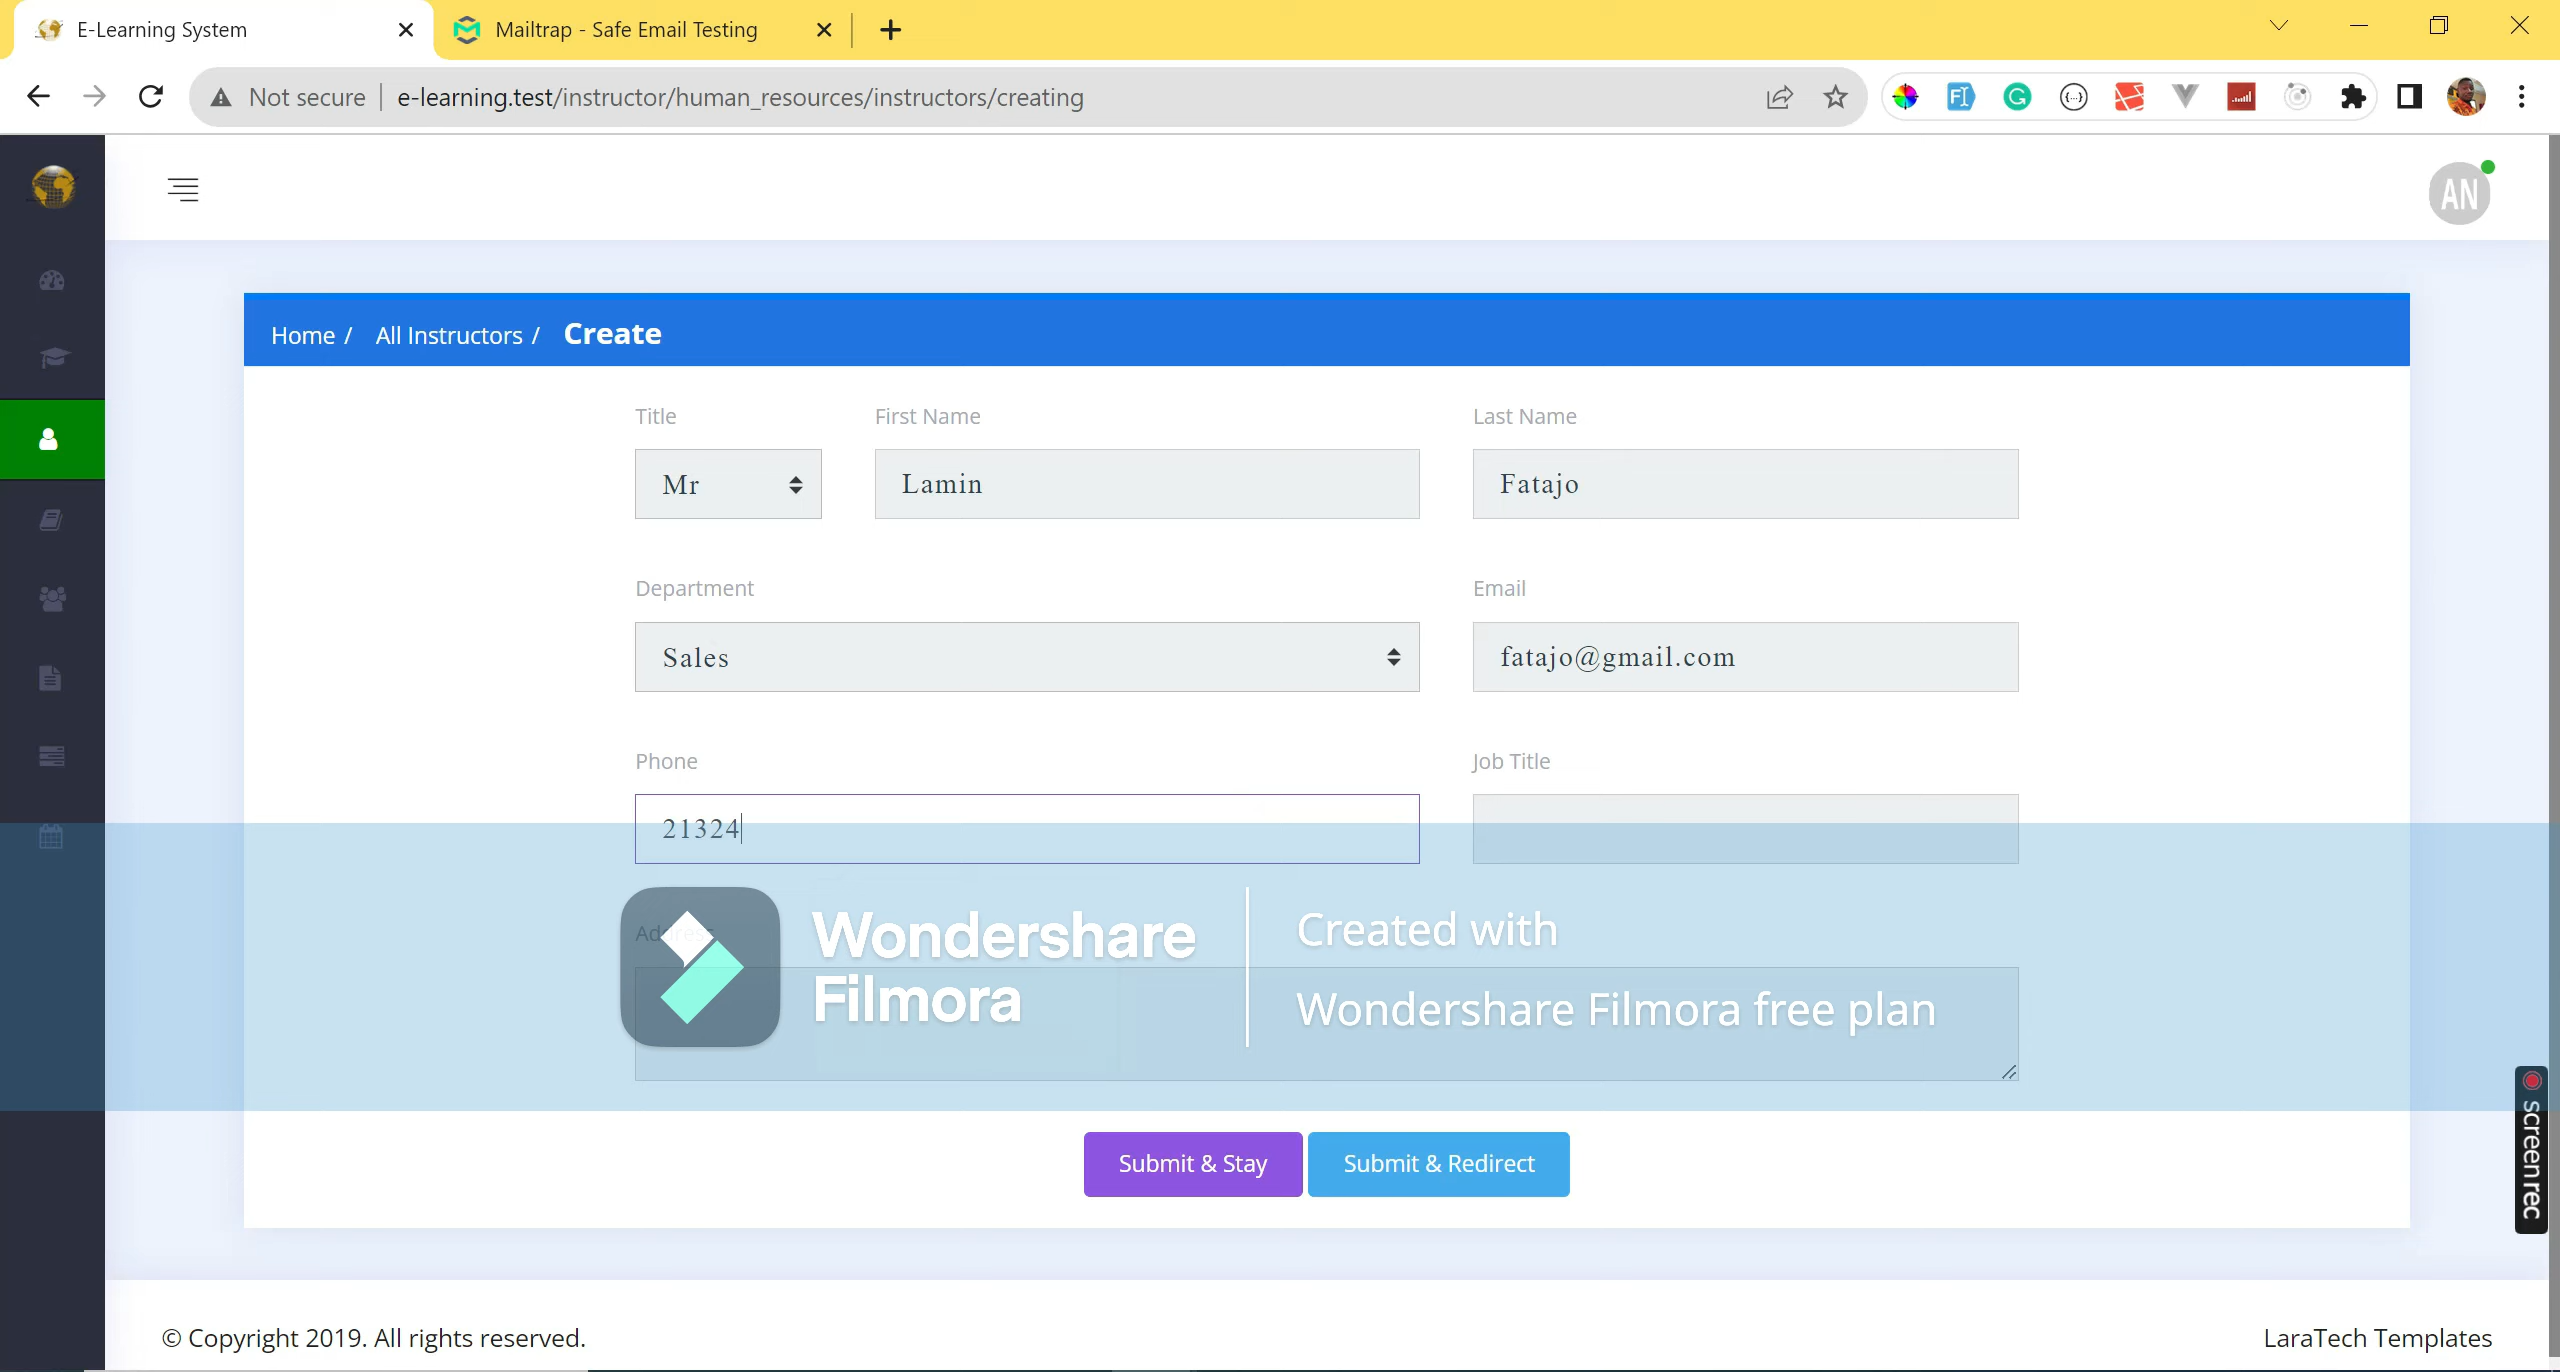 E-Learning System
Mailtrap - Safe Email Testing
Not secure
e-learning.test/instructor/human_resources/instructors/creating
AN
Home / All Instructors / Create
Title
First Name
Last Name
Mr
Lamin
Fatajo
Department
Email
Sales
fatajo@gmail.com
Phone
Job Title
21324
Address
Wondershare
Filmora
Created with
Wondershare Filmora free plan
Submit & Stay
Submit & Redirect
screenrec
© Copyright 2019. All rights reserved.
LaraTech Templates